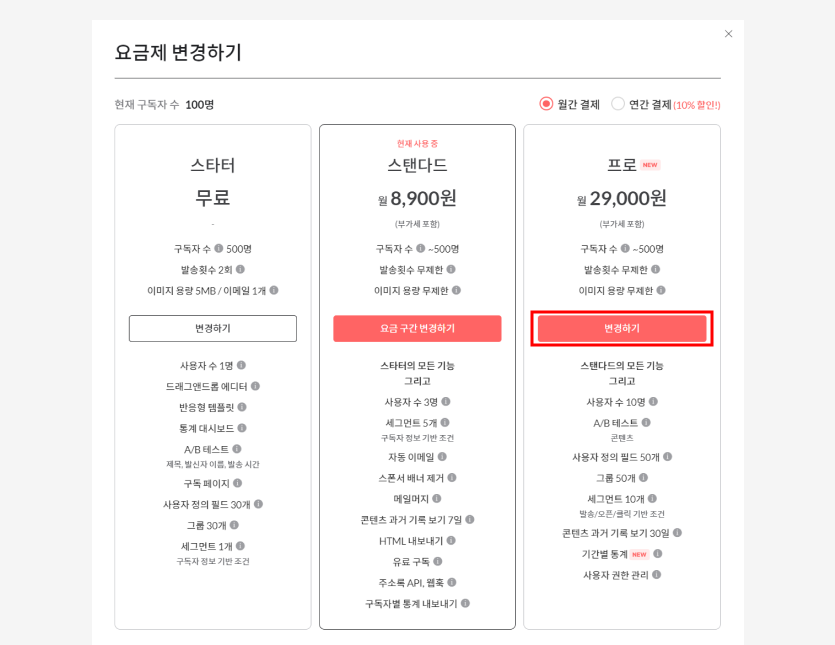 요금제 변경하기
현재 구독자 수 100명
월간 결제 연간 결제 (10% 할인!)
스타터
무료
-
구독자 수 500명
발송횟수 2회
이미지 용량 5MB / 이메일 1개
변경하기
사용자 수 1명
드래그앤드롭 에디터
반응형 템플릿
통계 대시보드
A/B 테스트
제목, 발신자 이름, 발송 시간
구독 페이지
사용자 정의 필드 30개
그룹 30개
세그먼트 1개
구독자 정보 기반 조건
현재 사용 중
스탠다드
월 8,900원
(부가세 포함)
구독자 수 ~500명
발송횟수 무제한
이미지 용량 무제한
요금 구간 변경하기
스타터의 모든 기능
그리고
사용자 수 3명
세그먼트 5개
구독자 정보 기반 조건
자동 이메일
스폰서 배너 제거
메일머지
콘텐츠 과거 기록 보기 7일
HTML 내보내기
유료 구독
주소록 API, 웹훅
구독자별 통계 내보내기
프로 NEW
월 29,000원
(부가세 포함)
구독자 수 ~500명
발송횟수 무제한
이미지 용량 무제한
변경하기
스탠다드의 모든 기능
그리고
사용자 수 10명
A/B 테스트
콘텐츠
사용자 정의 필드 50개
그룹 50개
세그먼트 10개
발송/오픈/클릭 기반 조건
콘텐츠 과거 기록 보기 30일
기간별 통계 NEW
사용자 권한 관리